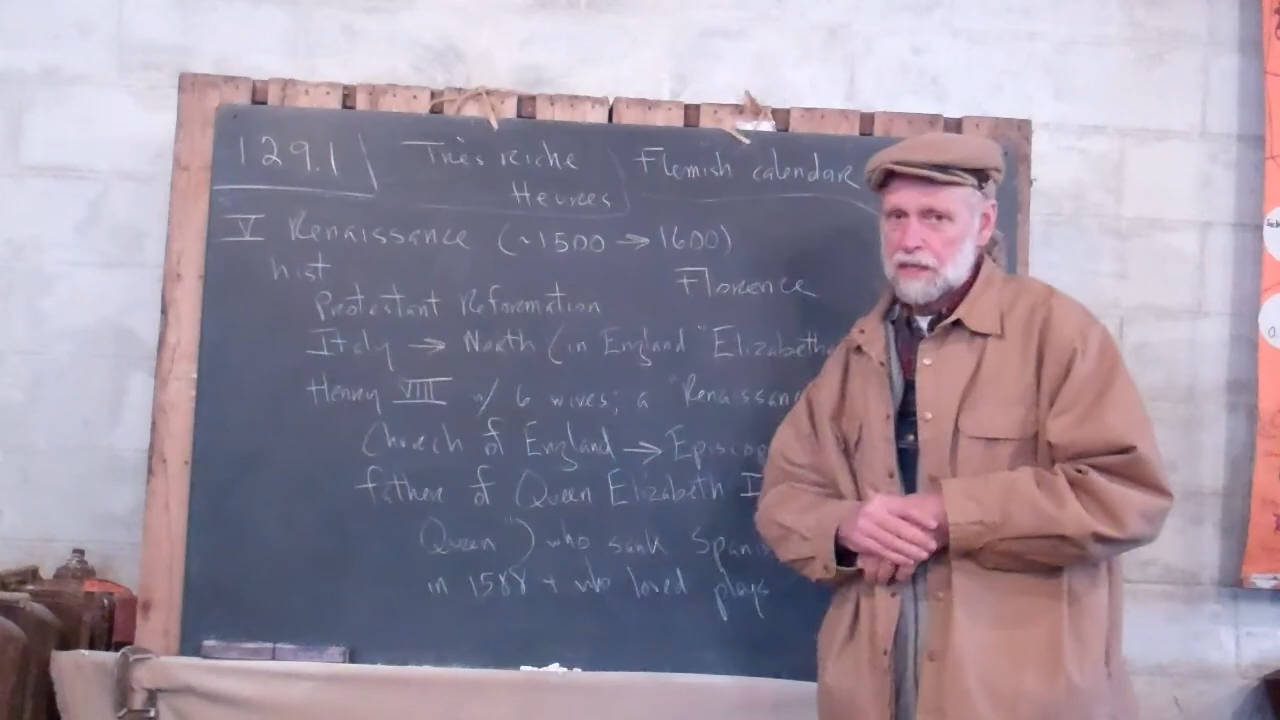 129.1
Très riche
Heures
Flemish calendar
V Renaissance (~1500 → 1600)
hist
Florence
Protestant Reformation
Italy → North (in England "Elizabetha
Henry VIII w/ 6 wives; a "Renaissanc
Church of England → Episcop
father of Queen Elizabeth I
Queen") who sank Spanis
in 1588 + who loved plays